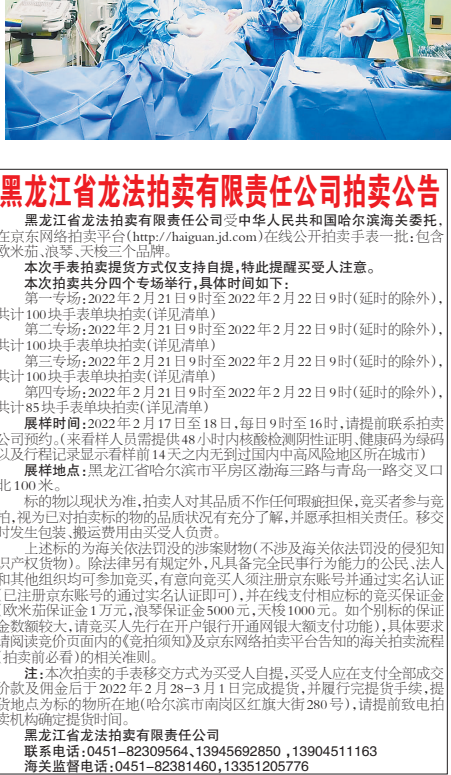 黑龙江省龙法拍卖有限责任公司拍卖公告
黑龙江省龙法拍卖有限责任公司受中华人民共和国哈尔滨海关委托,
在京东网络拍卖平台(http://haiguan.jd.com)在线公开拍卖手表一批:包含
欧米茄、浪琴、天梭三个品牌。
本次手表拍卖提货方式仅支持自提,特此提醒买受人注意。
本次拍卖共分四个专场举行,具体时间如下:
第一专场:2022年2月21日9时至2022年2月22日9时(延时的除外),
共计100块手表单块拍卖(详见清单)
第二专场:2022年2月21日9时至2022年2月22日9时(延时的除外),
共计100块手表单块拍卖(详见清单)
第三专场:2022年2月21日9时至2022年2月22日9时(延时的除外),
共计100块手表单块拍卖(详见清单)
第四专场:2022年2月21日9时至2022年2月22日9时(延时的除外),
共计85块手表单块拍卖(详见清单)
展样时间:2022年2月17日至18日,每日9时至16时,请提前联系拍卖
公司预约。(来看样人员需提供48小时内核酸检测阴性证明、健康码为绿码
以及行程记录显示看样前14天之内无到过国内中高风险地区所在城市)
展样地点:黑龙江省哈尔滨市平房区渤海三路与青岛一路交叉口
北100米。
标的物以现状为准,拍卖人对其品质不作任何瑕疵担保,竞买者参与竞
拍,视为已对拍卖标的物的品质状况有充分了解,并愿承担相关责任。移交
时发生包装、搬运费用由买受人负责。
上述标的为海关依法罚没的涉案财物(不涉及海关依法罚没的侵犯知
识产权货物)。除法律另有规定外,凡具备完全民事行为能力的公民、法人
和其他组织均可参加竞买,有意向竞买人须注册京东账号并通过实名认证
(已注册京东账号的通过实名认证即可),并在线支付相应标的竞买保证金
(欧米茄保证金1万元,浪琴保证金5000元,天梭1000元。如个别标的保证
金数额较大,请竞买人先行在开户银行开通网银大额支付功能),具体要求
请阅读竞价页面内的《竞拍须知》及京东网络拍卖平台告知的海关拍卖流程
(拍卖前必看)的相关准则。
注:本次拍卖的手表移交方式为买受人自提,买受人应在支付全部成交
价款及佣金后于2022年2月28-3月1日完成提货,并履行完提货手续,提
货地点为标的物所在地(哈尔滨市南岗区红旗大街280号),请提前致电拍
卖机构确定提货时间。
黑龙江省龙法拍卖有限责任公司
联系电话:0451-82309564、13945692850 ,13904511163
海关监督电话:0451-82381460,13351205776